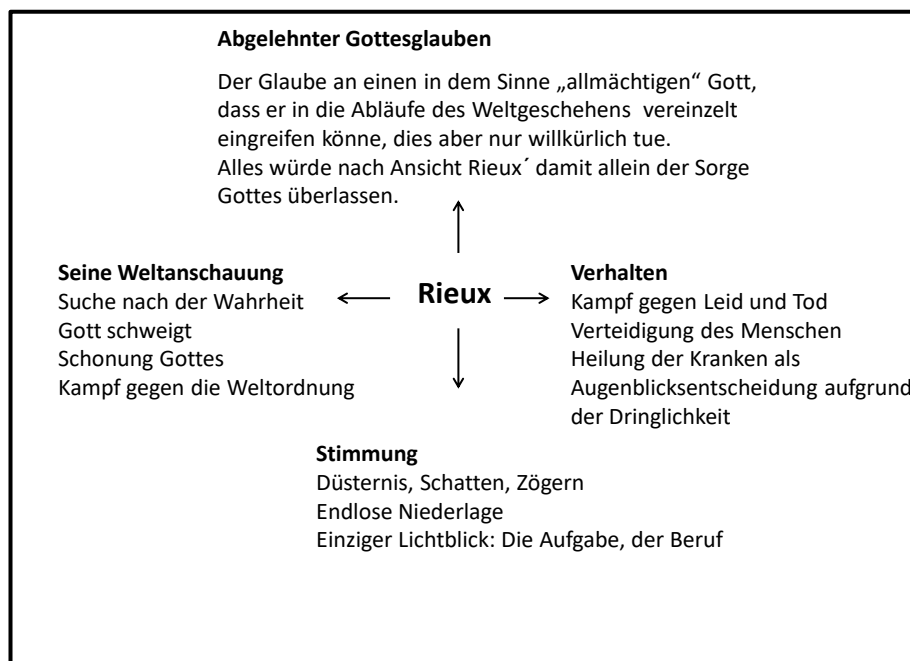 Abgelehnter Gottesglauben
Der Glaube an einen in dem Sinne „allmächtigen“ Gott,
dass er in die Abläufe des Weltgeschehens vereinzelt
eingreifen könne, dies aber nur willkürlich tue.
Alles würde nach Ansicht Rieux´ damit allein der Sorge
Gottes überlassen.
Seine Weltanschauung
Suche nach der Wahrheit
Gott schweigt
Schonung Gottes
Kampf gegen die Weltordnung
Rieux
Verhalten
Kampf gegen Leid und Tod
Verteidigung des Menschen
Heilung der Kranken als
Augenblicksentscheidung aufgrund
der Dringlichkeit
Stimmung
Düsternis, Schatten, Zögern
Endlose Niederlage
Einziger Lichtblick: Die Aufgabe, der Beruf